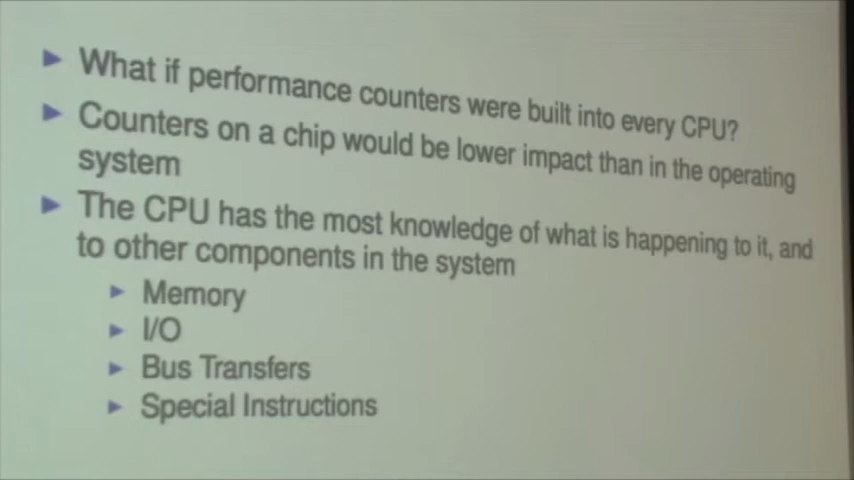 What if performance counters were built into every CPU?
Counters on a chip would be lower impact than in the operating
system
The CPU has the most knowledge of what is happening to it, and
to other components in the system
Memory
I/O
Bus Transfers
Special Instructions